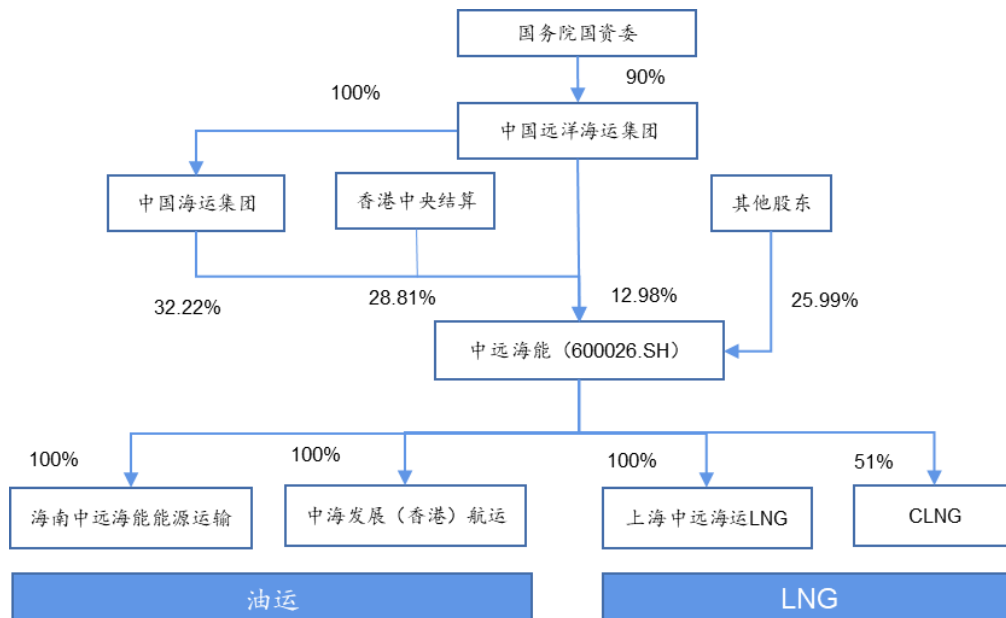 国务院国资委
90%
100%
中国远洋海运集团
中国海运集团
香港中央结算
其他股东
32.22%
28.81%
12.98%
25.99%
中远海能（600026.SH）
100%
100%
100%
51%
海南中远海能能源运输
中海发展（香港）航运
上海中远海运LNG
CLNG
油运
LNG